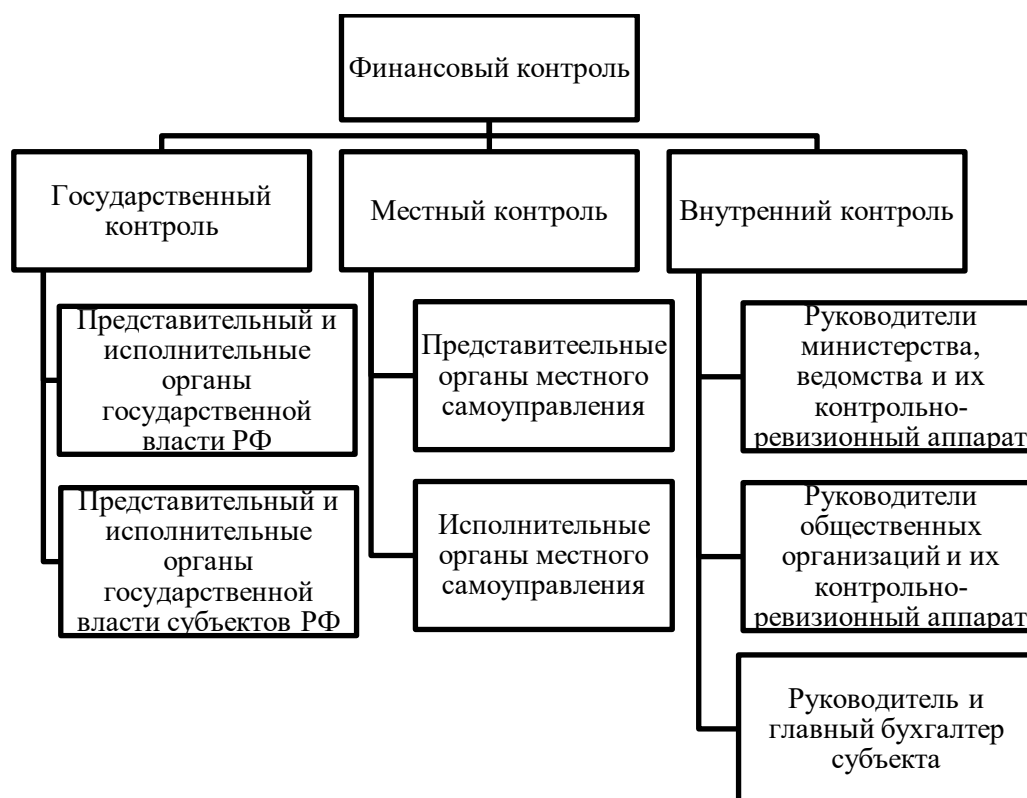 Финансовый контроль
Государственный
контроль
Местный контроль
Внутренний контроль
Представительный и
исполнительные
органы
государственной
власти РФ
Представительный и
исполнительные
органы
государственной
власти субъектов РФ
Представитеельные
органы местного
самоуправления
Исполнительные
органы местного
самоуправления
Руководители
министерства,
ведомства и их
контрольно-
ревизионный аппарат
Руководители
общественных
организаций и их
контрольно-
ревизионный аппарат
Руководитель и
главный бухгалтер
субъекта